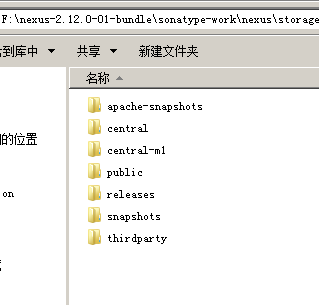 F:\nexus-2.12.0-01-bundle\sonatype-work\nexus\storage
到库中 共享 新建文件夹
名称
apache-snapshots
central
的位置
central-m1
public
on
releases
snapshots
thirdparty